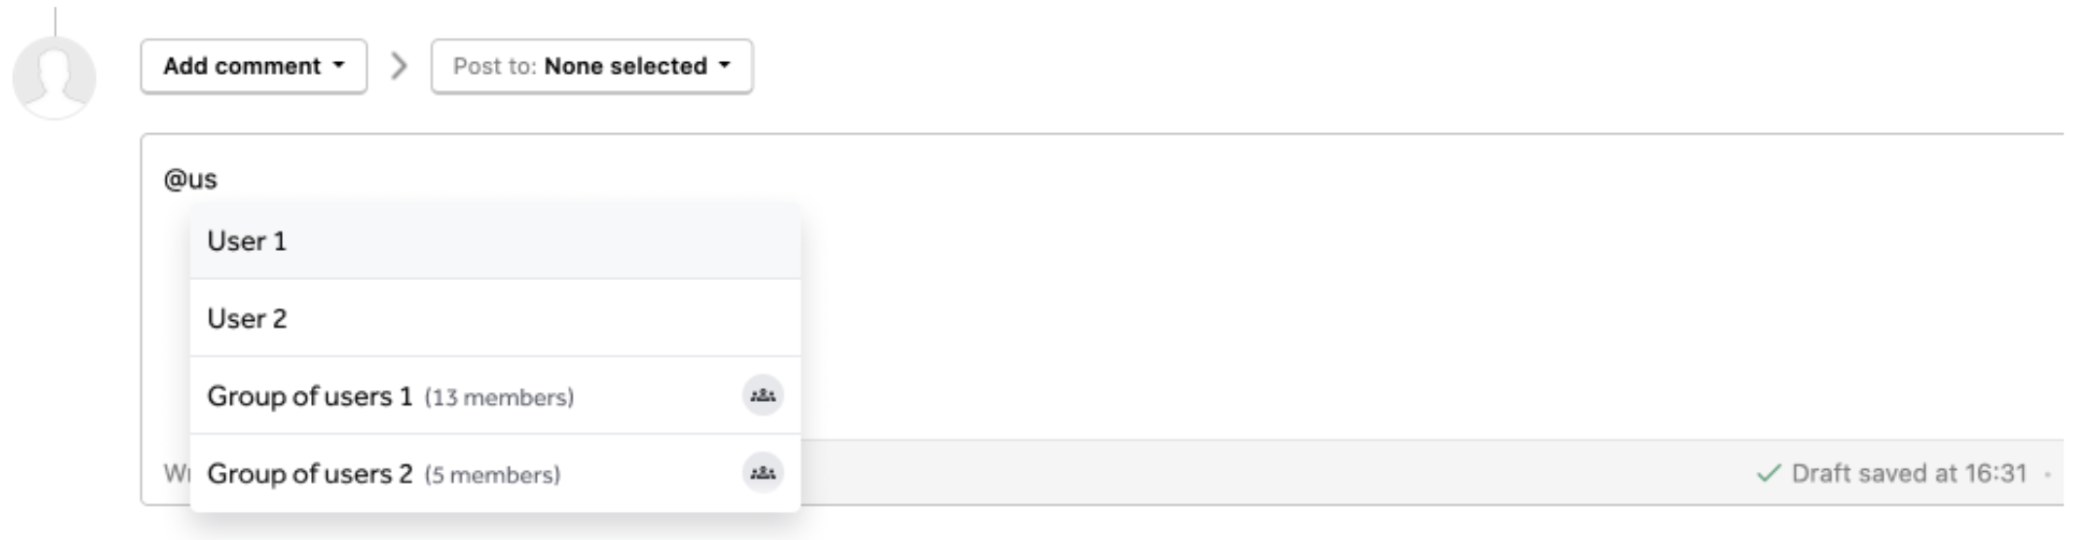 Add comment
Post to: None selected
@us
User 1
User 2
Group of users 1 (13 members)
Group of users 2 (5 members)
Draft saved at 16:31 ·